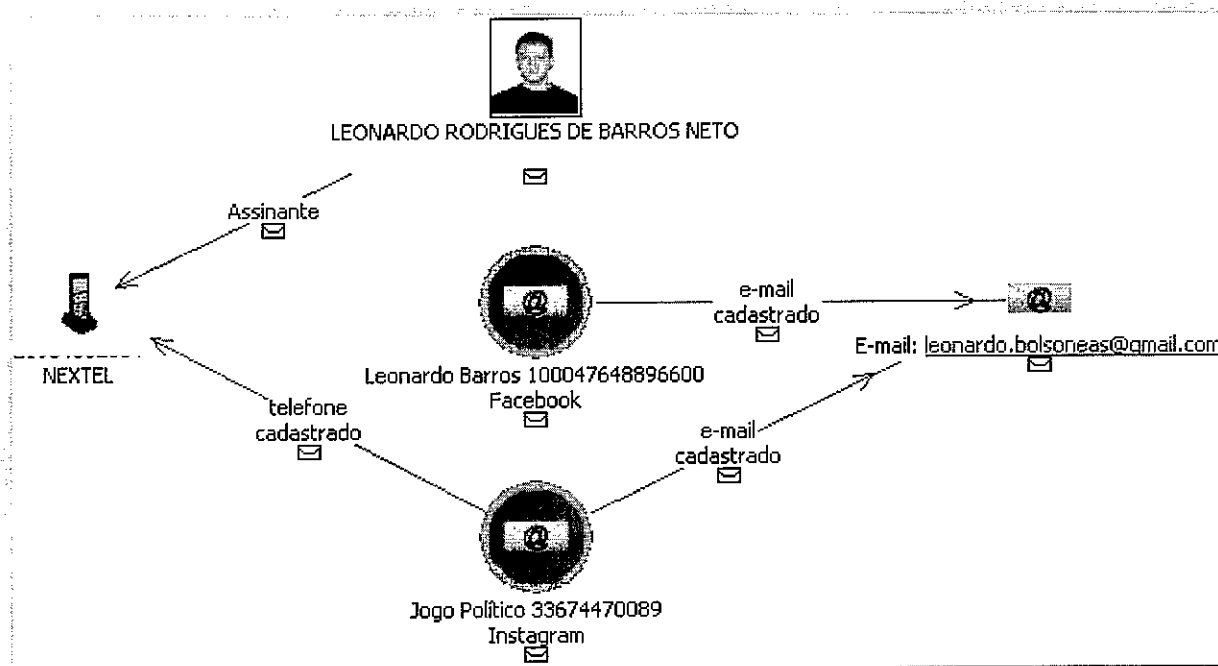 LEONARDO RODRIGUES DE BARROS NETO
Assinante
NEXTEL
e-mail
cadastrado
E-mail: leonardo.bolsoneas@gmail.com
Leonardo Barros 100047648896600
Facebook
telefone
cadastrado
e-mail
cadastrado
Jogo Político 33674470089
Instagram